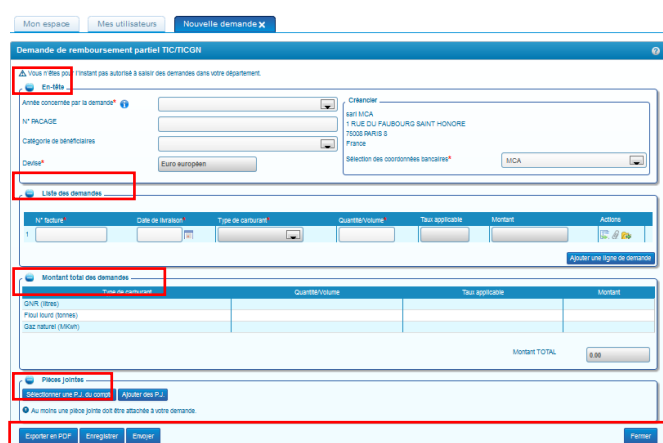 Mon espace
Mes utilisateurs
Nouvelle demande x
Demande de remboursement partiel TIC/TICGN
Vous n'êtes pour l'instant pas autorisé à saisir des demandes dans votre département.
En-tête
Année concernée par la demande*
N° PACAGE
Catégorie de bénéficiaires
Devise*
Euro européen
Créancier
sarl MCA
1 RUE DU FAUBOURG SAINT HONORE
75008 PARIS 8
France
Sélection des coordonnées bancaires*
MCA
Liste des demandes
N° facture* Date de livraison* Type de carburant* Quantité/Volume* Taux applicable Montant Actions
1
Ajouter une ligne de demande
Montant total des demandes
Type de carburant Quantité/Volume Taux applicable Montant
GNR (litres)
Fioul lourd (tonnes)
Gaz naturel (MKwh)
Montant TOTAL 0.00
Pièces jointes
Sélectionner une P.J. du compte Ajouter des P.J.
Au moins une pièce jointe doit être attachée à votre demande.
Exporter en PDF Enregistrer Envoyer Fermer